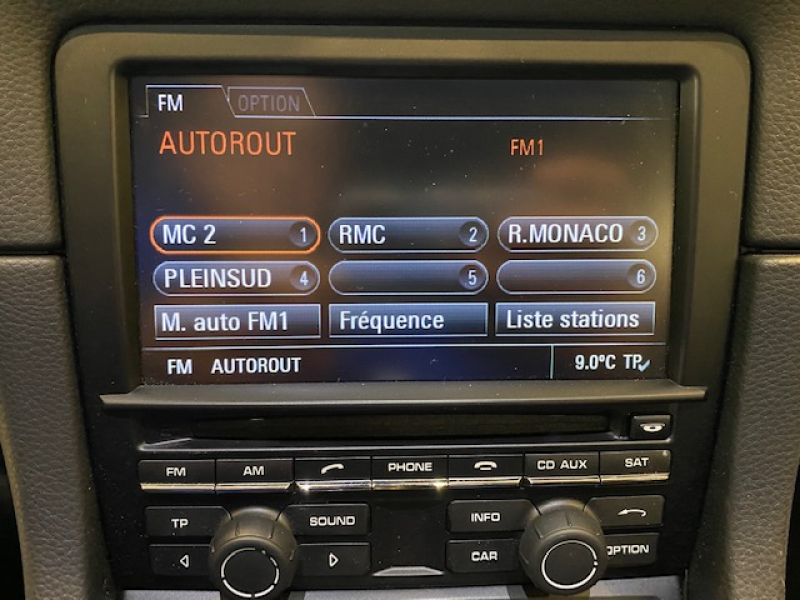 FM OPTION
AUTOROUT FM1
MC 2 1 RMC 2 R.MONACO 3
PLEINSUD 4 5 6
M. auto FM1 Fréquence Liste stations
FM AUTOROUT 9.0°C TP
FM AM PHONE CD AUX SAT
TP SOUND INFO
CAR OPTION